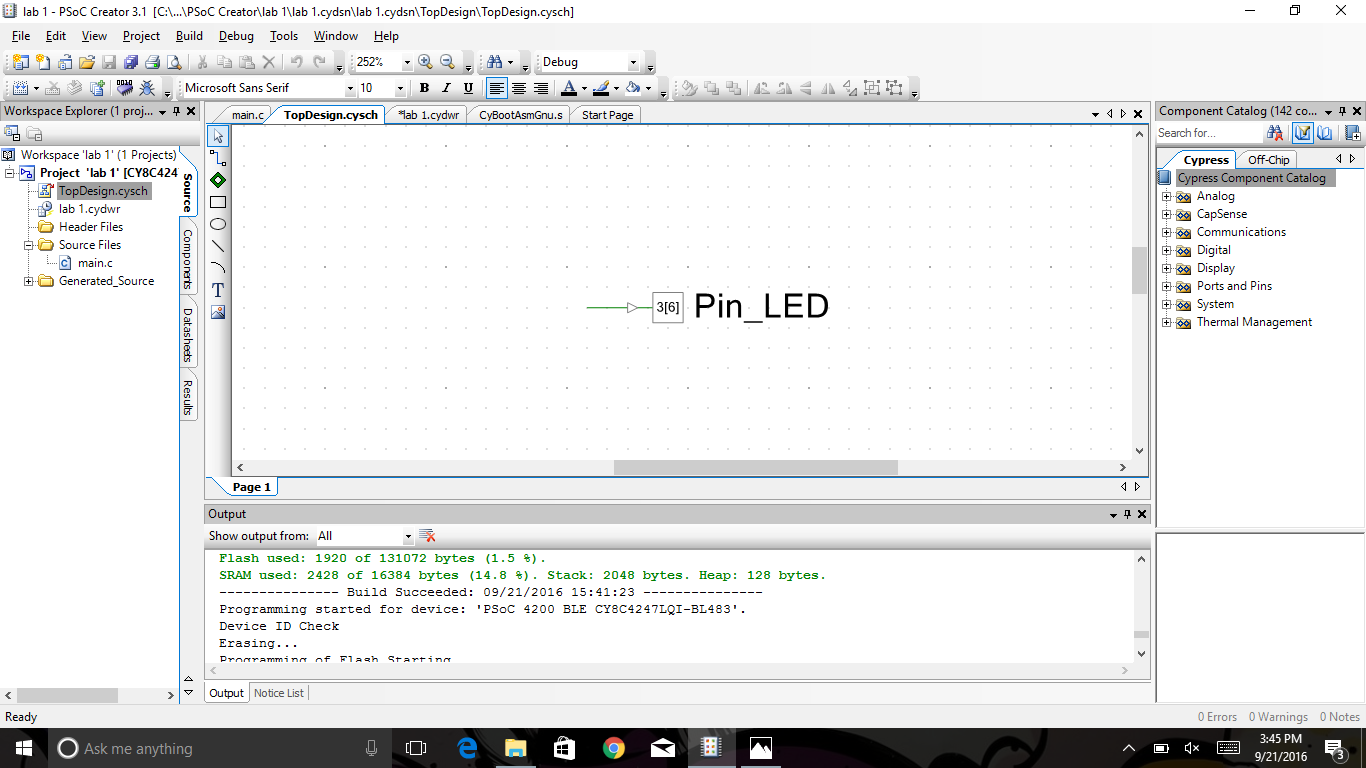 lab 1 - PSoC Creator 3.1 [C:\...\PSoC Creator\lab 1\lab 1.cydsn\lab 1.cydsn\TopDesign\TopDesign.cysch]
File Edit View Project Build Debug Tools Window Help
252% Debug
Microsoft Sans Serif 10 B I U A
Workspace Explorer (1 proj...
Workspace 'lab 1' (1 Projects)
Project 'lab 1' [CY8C424
TopDesign.cysch
lab 1.cydwr
Header Files
Source Files
main.c
Generated_Source
Source
Components
Datasheets
Results
main.c TopDesign.cysch *lab 1.cydwr CyBootAsmGnu.s Start Page
T
3[6] Pin_LED
Page 1
Component Catalog (142 co...
Search for...
Cypress Off-Chip
Cypress Component Catalog
Analog
CapSense
Communications
Digital
Display
Ports and Pins
System
Thermal Management
Output
Show output from: All
Flash used: 1920 of 131072 bytes (1.5 %).
SRAM used: 2428 of 16384 bytes (14.8 %). Stack: 2048 bytes. Heap: 128 bytes.
--------------- Build Succeeded: 09/21/2016 15:41:23 ---------------
Programming started for device: 'PSoC 4200 BLE CY8C4247LQI-BL483'.
Device ID Check
Erasing...
Programming of Flash Starting
Output Notice List
Ready 0 Errors 0 Warnings 0 Notes
Ask me anything
3:45 PM
9/21/2016
3